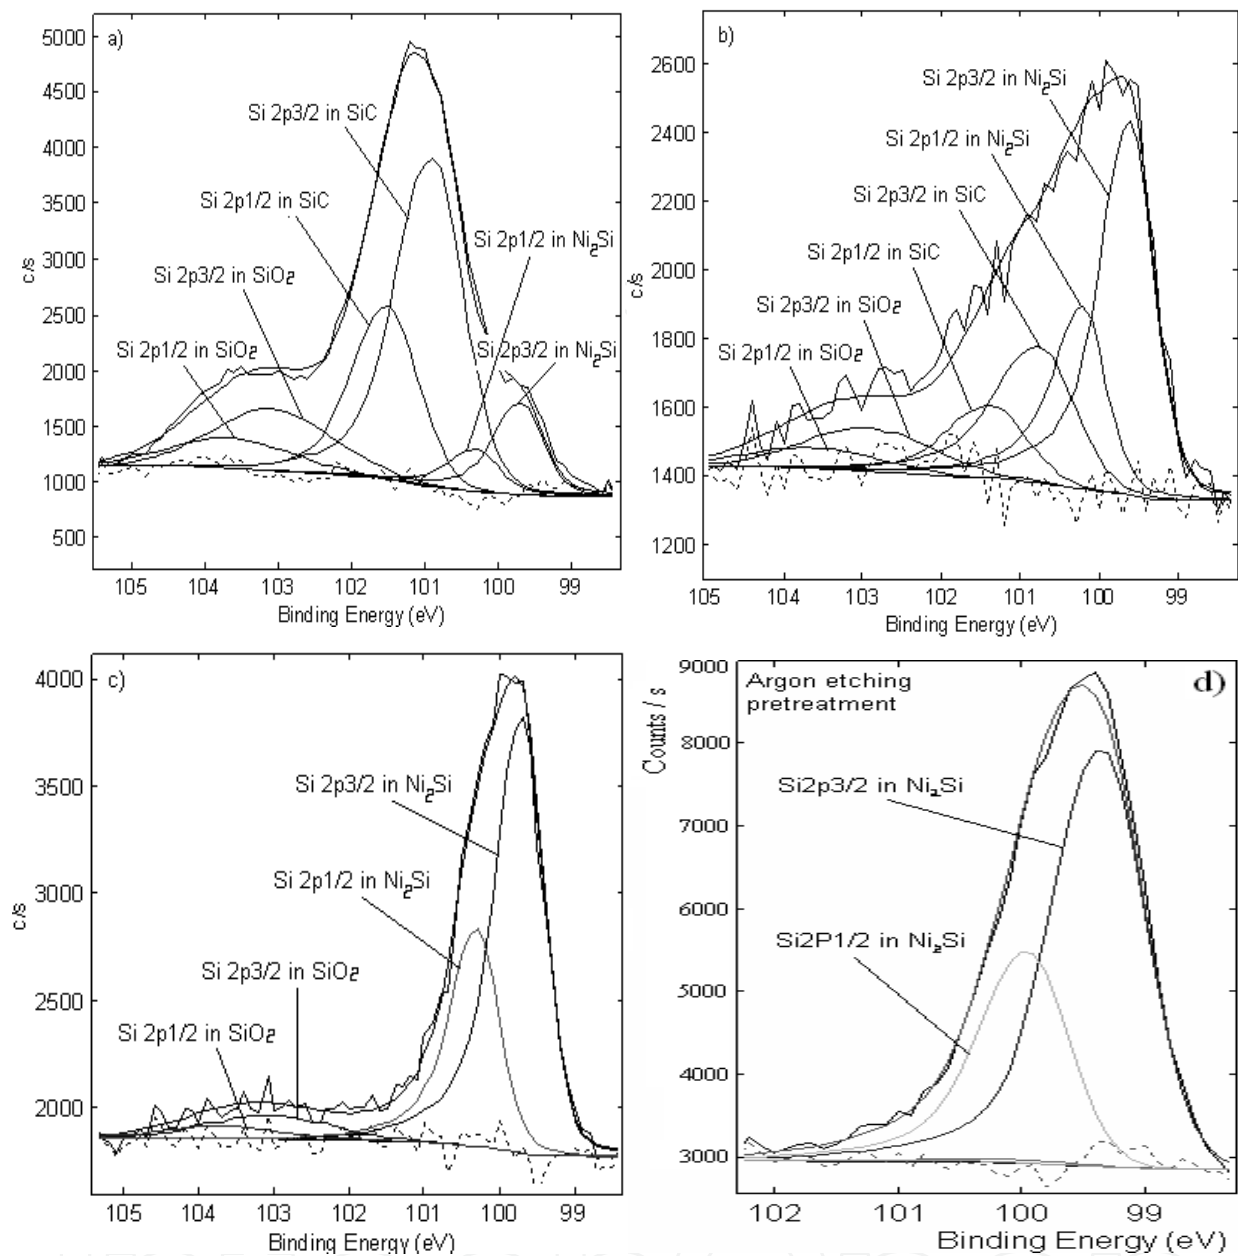 a)
5000
4500
4000
3500
3000
2500
2000
1500
1000
500
c/s
Si 2p3/2 in SiC
Si 2p1/2 in SiC
Si 2p1/2 in Ni2Si
Si 2p3/2 in SiO2
Si 2p3/2 in Ni2Si
Si 2p1/2 in SiO2
105 104 103 102 101 100 99
Binding Energy (eV)
b)
2600
2400
2200
2000
1800
1600
1400
1200
c/s
Si 2p3/2 in Ni2Si
Si 2p1/2 in Ni2Si
Si 2p3/2 in SiC
Si 2p1/2 in SiC
Si 2p3/2 in SiO2
Si 2p1/2 in SiO2
105 104 103 102 101 100 99
Binding Energy (eV)
c)
4000
3000
2500
2000
c/s
Si 2p3/2 in Ni2Si
Si 2p1/2 in Ni2Si
Si 2p3/2 in SiO2
Si 2p1/2 in SiO2
105 104 103 102 101 100 99
Binding Energy (eV)
d)
Argon etching
pretreatment
9000
8000
7000
6000
5000
4000
3000
Counts / s
Si2p3/2 in Ni2Si
Si2P1/2 in Ni2Si
102 101 100 99
Binding Energy (eV)